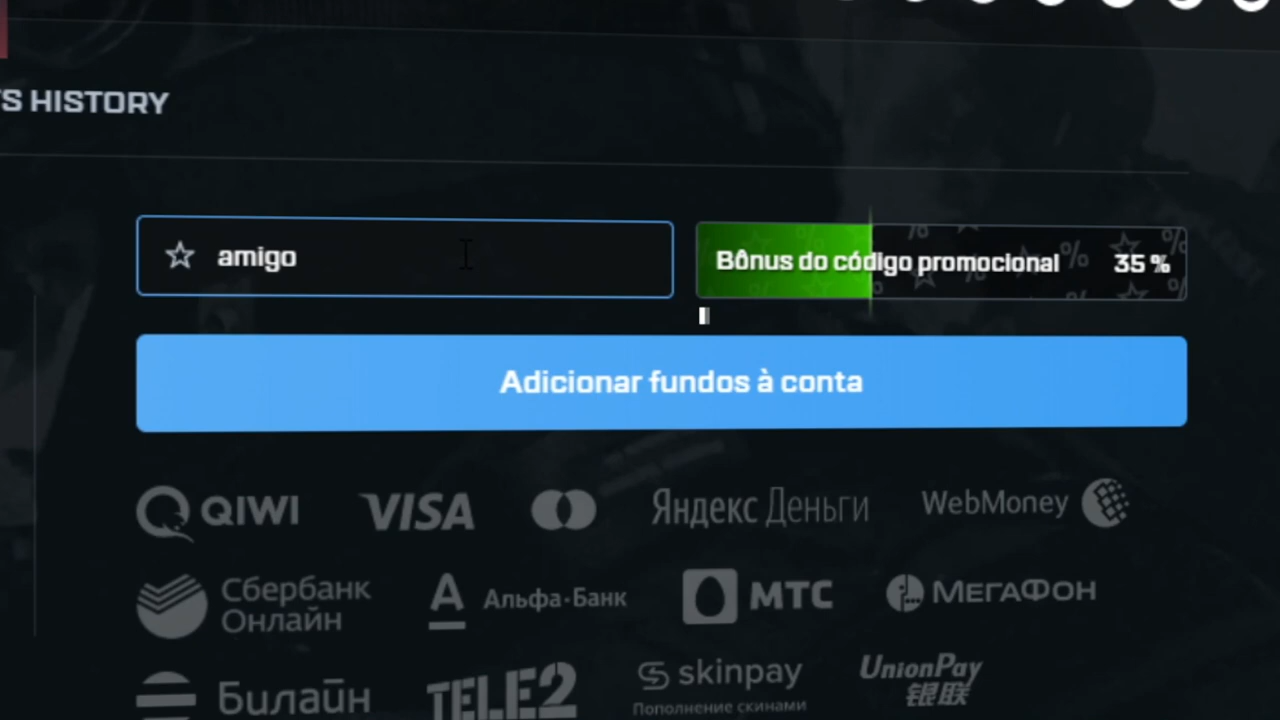 TS HISTORY
amigo
Bônus do código promocional 35 %
Adicionar fundos à conta
QIWI VISA Яндекс Деньги WebMoney
Сбербанк Онлайн Альфа·Банк МТС МЕГАФОН
Билайн TELE2 skinpay UnionPay 银联
Пополнение скинами